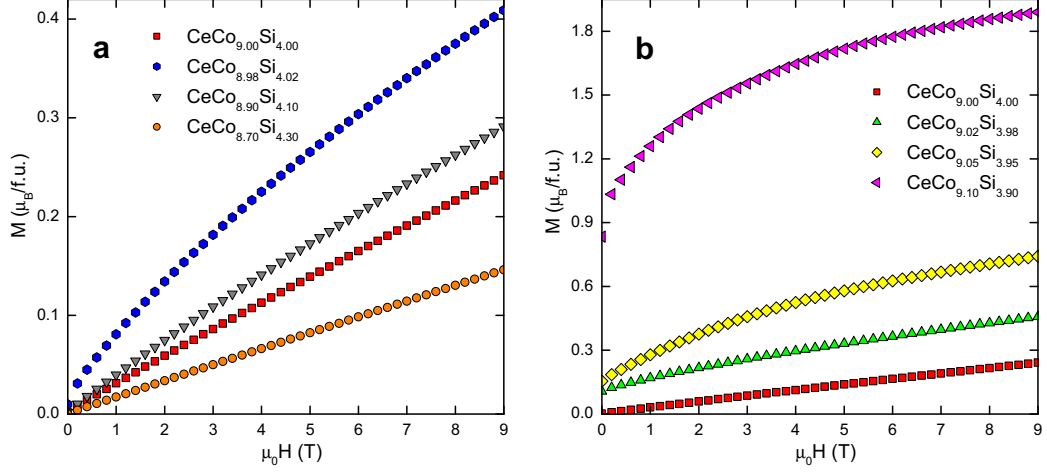 a
CeCo9.00Si4.00
CeCo8.98Si4.02
CeCo8.90Si4.10
CeCo8.70Si4.30
0.4
0.3
0.2
0.1
0.0
M (μB/f.u.)
0 1 2 3 4 5 6 7 8 9
μ0H (T)
b
CeCo9.00Si4.00
CeCo9.02Si3.98
CeCo9.05Si3.95
CeCo9.10Si3.90
1.8
1.5
1.2
0.9
0.6
0.3
0.0
M (μB/f.u.)
0 1 2 3 4 5 6 7 8 9
μ0H (T)